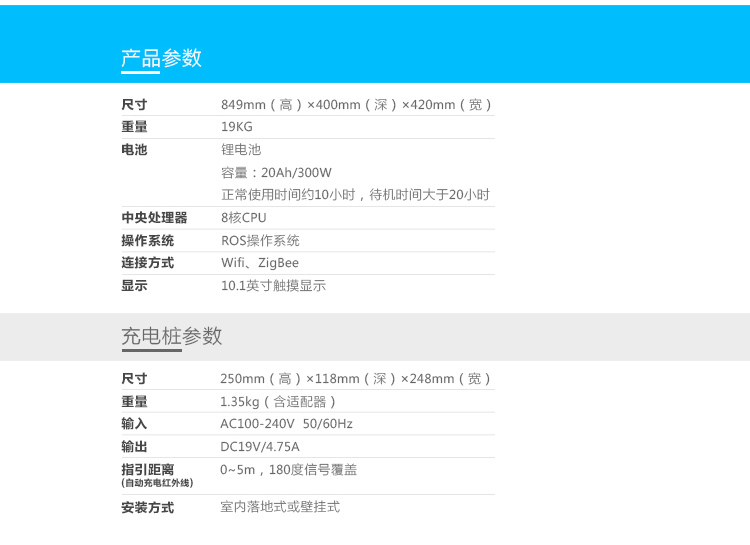 产品参数
尺寸 849mm（高）×400mm（深）×420mm（宽）
重量 19KG
电池 锂电池
容量：20Ah/300W
正常使用时间约10小时，待机时间大于20小时
中央处理器 8核CPU
操作系统 ROS操作系统
连接方式 Wifi、ZigBee
显示 10.1英寸触摸显示
充电桩参数
尺寸 250mm（高）×118mm（深）×248mm（宽）
重量 1.35kg（含适配器）
输入 AC100-240V 50/60Hz
输出 DC19V/4.75A
指引距离 0~5m，180度信号覆盖
(自动充电红外线)
安装方式 室内落地式或壁挂式